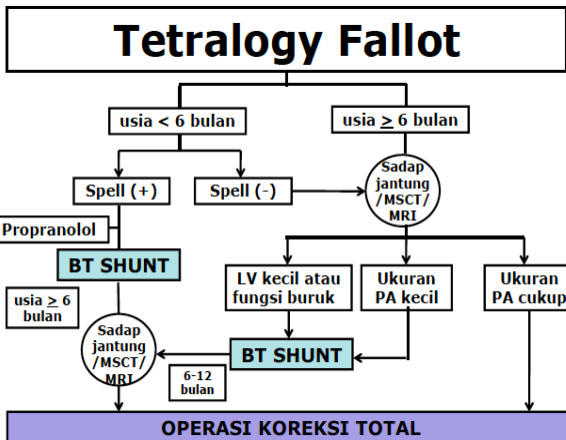 Tetralogy Fallot
usia < 6 bulan
usia ≥ 6 bulan
Spell (+)
Spell (-)
Sadap
jantung
/MSCT/
MRI
Propranolol
BT SHUNT
LV kecil atau
fungsi buruk
Ukuran
PA kecil
Ukuran
PA cukup
usia ≥ 6
bulan
Sadap
jantung
/MSCT/
MRI
BT SHUNT
6-12
bulan
OPERASI KOREKSI TOTAL